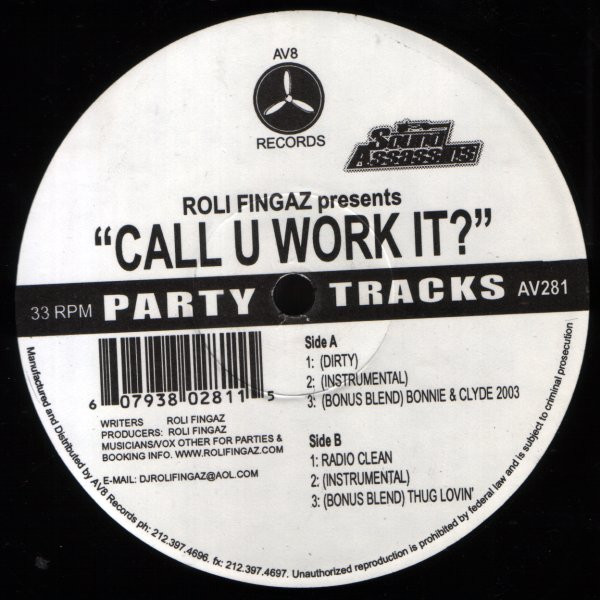 AV8
RECORDS
The Sound
Assassins
ROLI FINGAZ presents
“CALL U WORK IT?”
33 RPM PARTY TRACKS AV281
6 07938 02811 5
WRITERS ROLI FINGAZ
PRODUCERS: ROLI FINGAZ
MUSICIANS/VOX OTHER FOR PARTIES &
BOOKING INFO. WWW.ROLIFINGAZ.COM
E-MAIL: DJROLIFINGAZ@AOL.COM
Side A
1: (DIRTY)
2: (INSTRUMENTAL)
3: (BONUS BLEND) BONNIE & CLYDE 2003
Side B
1: RADIO CLEAN
2: (INSTRUMENTAL)
3: (BONUS BLEND) THUG LOVIN'
Manufactured and Distributed by AV8 Records ph: 212.397.4696. fx: 212.397.4697. Unauthorized reproduction is prohibited by federal law and is subject to criminal prosecution